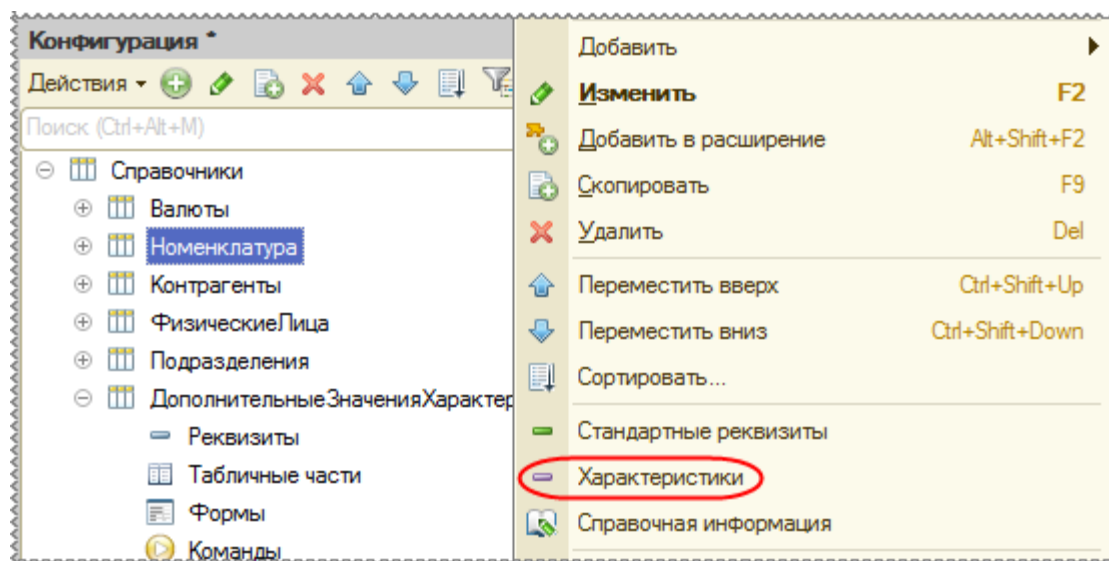 Конфигурация *
Действия
Поиск (Ctrl+Alt+M)
Справочники
Валюты
Номенклатура
Контрагенты
ФизическиеЛица
Подразделения
ДополнительныеЗначенияХарактер
Реквизиты
Табличные части
Формы
Команды
Добавить
Изменить F2
Добавить в расширение Alt+Shift+F2
Скопировать F9
Удалить Del
Переместить вверх Ctrl+Shift+Up
Переместить вниз Ctrl+Shift+Down
Сортировать...
Стандартные реквизиты
Характеристики
Справочная информация